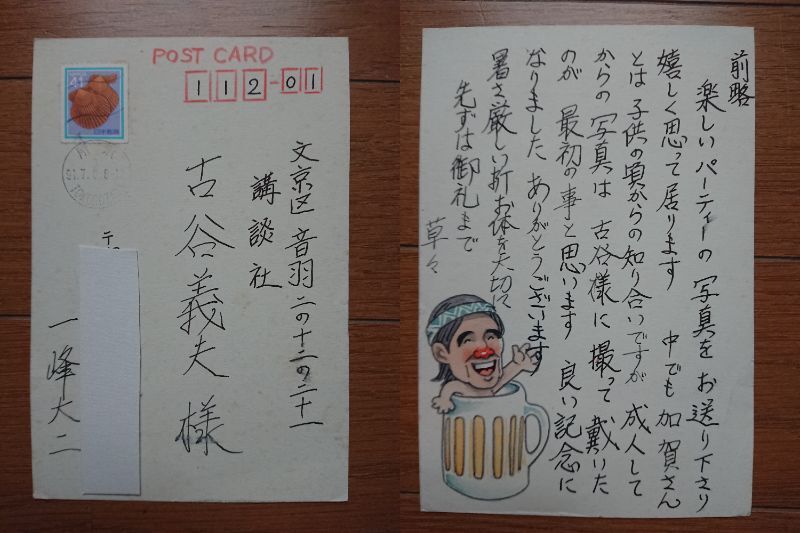 POST CARD
112-01
41
日本郵便
文京区音羽二の十二の二十一
講談社
古谷義夫様
〒
一峰大二
前略
楽しいパーティーの写真をお送り下さり
嬉しく思って居ります 中でも加賀さん
とは子供の頃からの知り合いですが 成人して
からの写真は 古谷様に撮って戴いた
のが 最初の事と思います 良い記念に
なりました ありがとうございます
暑さ厳しい折お体を大切に
先ずは御礼まで
草々